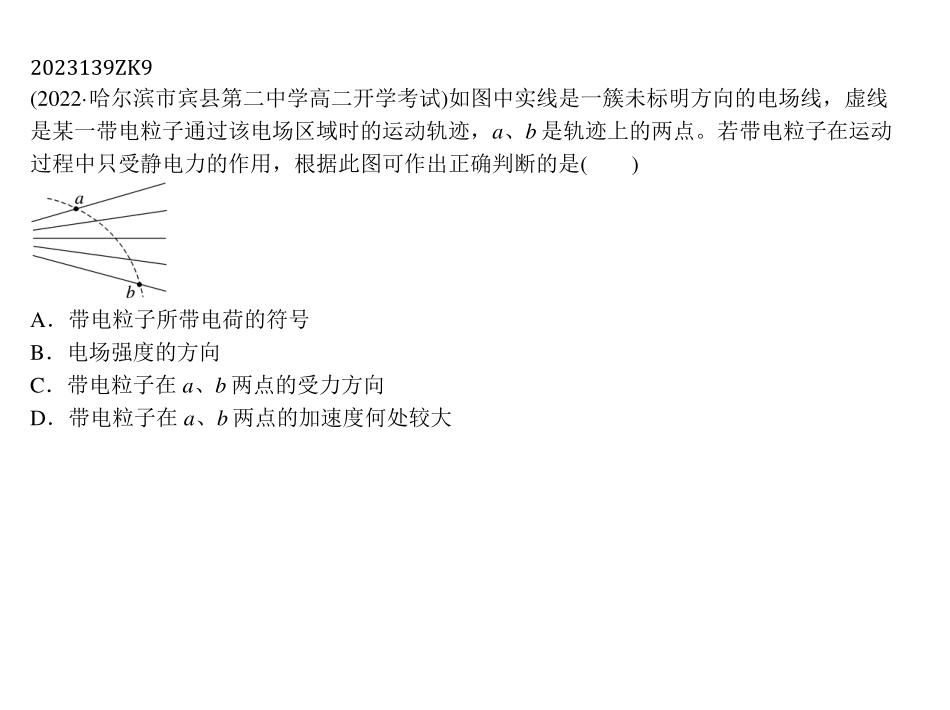 2023139ZK9
(2022·哈尔滨市宾县第二中学高二开学考试)如图中实线是一簇未标明方向的电场线，虚线
是某一带电粒子通过该电场区域时的运动轨迹，a、b 是轨迹上的两点。若带电粒子在运动
过程中只受静电力的作用，根据此图可作出正确判断的是(　　)
a
b
A．带电粒子所带电荷的符号
B．电场强度的方向
C．带电粒子在 a、b 两点的受力方向
D．带电粒子在 a、b 两点的加速度何处较大